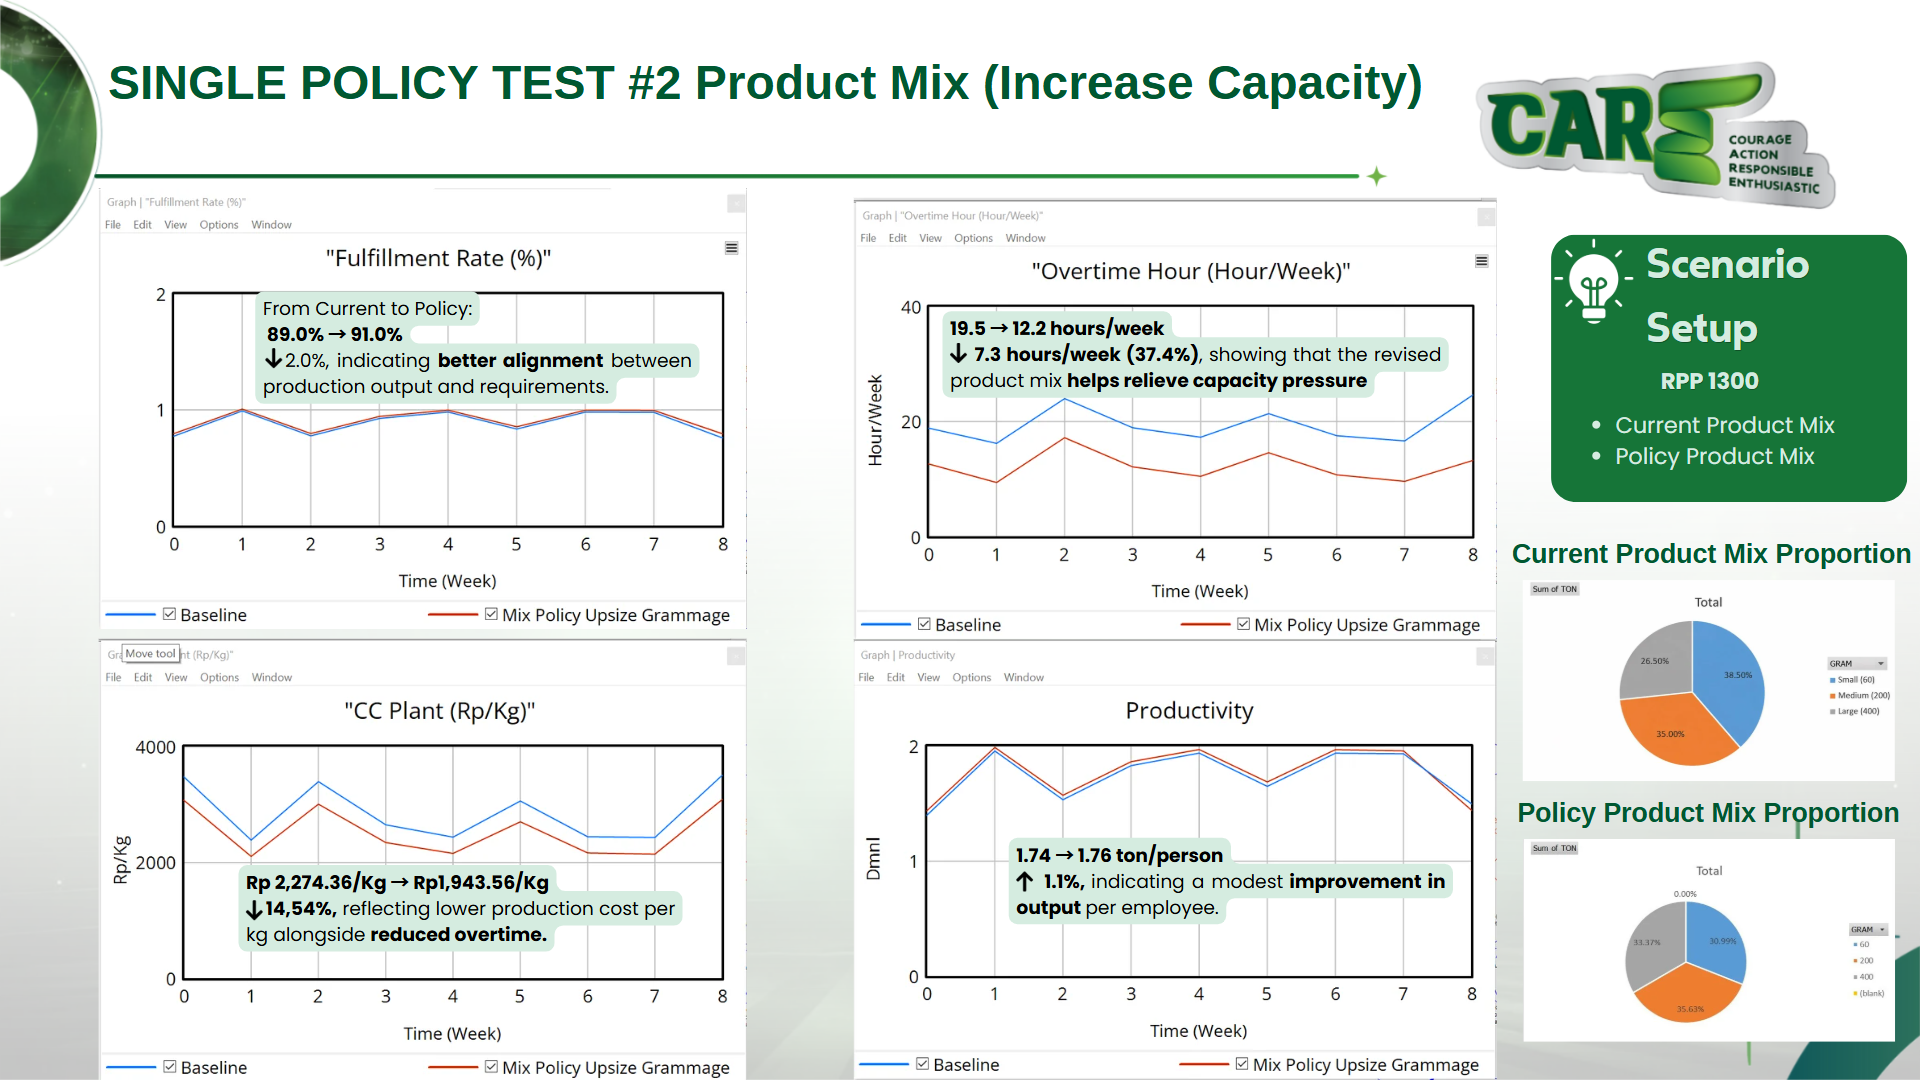 SINGLE POLICY TEST #2 Product Mix (Increase Capacity)
CARE
COURAGE
ACTION
RESPONSIBLE
ENTHUSIASTIC
Graph | "Fulfillment Rate (%)"
File Edit View Options Window
"Fulfillment Rate (%)"
From Current to Policy:
89.0% → 91.0%
↓2.0%, indicating better alignment between
production output and requirements.
2
1
0
0 1 2 3 4 5 6 7 8
Time (Week)
Baseline
Mix Policy Upsize Grammage
Graph | "Overtime Hour (Hour/Week)"
File Edit View Options Window
"Overtime Hour (Hour/Week)"
19.5 → 12.2 hours/week
↓ 7.3 hours/week (37.4%), showing that the revised
product mix helps relieve capacity pressure
Hour/Week
40
20
0
0 1 2 3 4 5 6 7 8
Time (Week)
Baseline
Mix Policy Upsize Grammage
Move tool
nt (Rp/Kg)"
File Edit View Options Window
"CC Plant (Rp/Kg)"
Rp/Kg
4000
2000
0
Rp 2,274.36/Kg → Rp1,943.56/Kg
↓14,54%, reflecting lower production cost per
kg alongside reduced overtime.
0 1 2 3 4 5 6 7 8
Time (Week)
Baseline
Mix Policy Upsize Grammage
Graph | Productivity
File Edit View Options Window
Productivity
Dmnl
2
1
0
1.74 → 1.76 ton/person
↑ 1.1%, indicating a modest improvement in
output per employee.
0 1 2 3 4 5 6 7 8
Time (Week)
Baseline
Mix Policy Upsize Grammage
Scenario
Setup
RPP 1300
• Current Product Mix
• Policy Product Mix
Current Product Mix Proportion
Sum of TON
Total
26.50%
38.50%
35.00%
GRAM
Small (60)
Medium (200)
Large (400)
Policy Product Mix Proportion
Sum of TON
Total
0.00%
33.37%
30.99%
35.63%
GRAM
60
200
400
(blank)